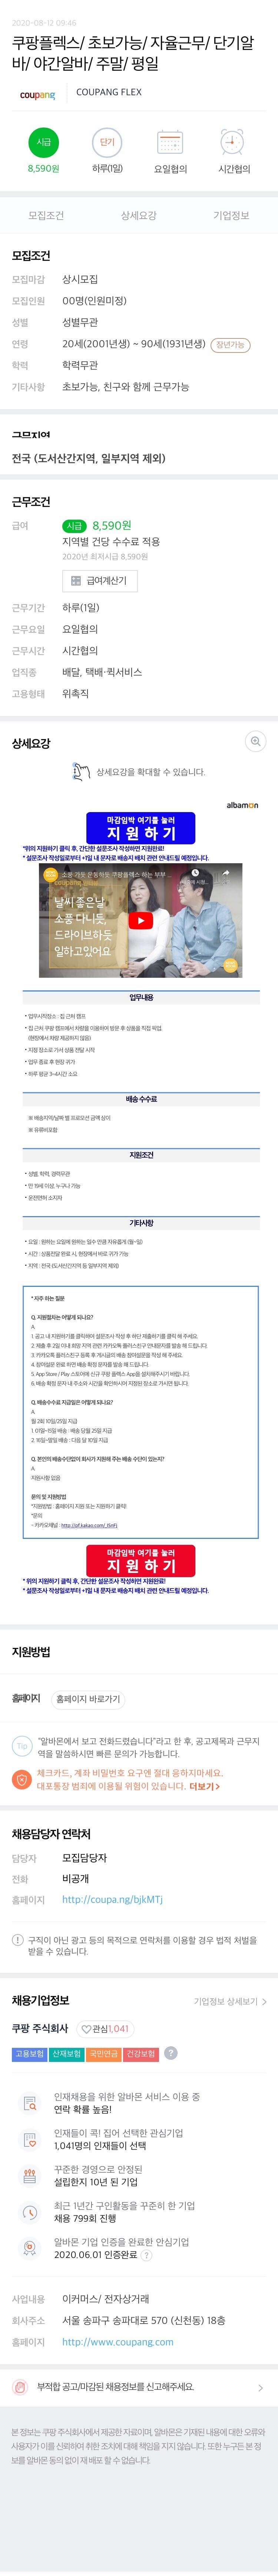 2020-08-12 09:46
쿠팡플렉스/ 초보가능/ 자율근무/ 단기알
바/ 야간알바/ 주말/ 평일
coupang COUPANG FLEX
시급 단기
8,590원 하루(1일) 요일협의 시간협의
모집조건 상세요강 기업정보
모집조건
모집마감 상시모집
모집인원 00명(인원미정)
성별 성별무관
연령 20세(2001년생) ~ 90세(1931년생) 장년가능
학력 학력무관
기타사항 초보가능, 친구와 함께 근무가능
근무지역
전국 (도서산간지역, 일부지역 제외)
근무조건
급여 시급 8,590원
지역별 건당 수수료 적용
2020년 최저시급 8,590원
급여계산기
근무기간 하루(1일)
근무요일 요일협의
근무시간 시간협의
업직종 배달, 택배·퀵서비스
고용형태 위촉직
상세요강
상세요강을 확대할 수 있습니다.
albamon
마감임박 여기를 눌러
지 원 하 기
*위의 지원하기 클릭 후, 간단한 설문조사 작성하면 지원완료!
* 설문조사 작성일로부터 +1일 내 문자로 배송지 배치 관련 안내드릴 예정입니다.
소풍 가듯 운동하듯 쿠팡플렉스 하는 부부 ...
나중에 시청... 공유
coupang
날씨 좋은 날
소풍 다니듯,
드라이브하듯
일하고 있어요
업무내용
• 업무시작장소 : 집 근처 캠프
• 집 근처 쿠팡 캠프에서 차량을 이용하여 방문 후 상품을 직접 픽업.
(현장에서 차량 제공하지 않음)
• 지정 장소로 가서 상품 전달 시작
• 업무 종료 후 현장 귀가
• 하루 평균 3~4시간 소요
배송 수수료
※ 배송지역/날짜 별 프로모션 금액 상이
※ 유류비포함
지원조건
• 성별, 학력, 경력무관
• 만 19세 이상, 누구나 가능
• 운전면허 소지자
기타사항
• 요일 : 원하는 요일에 원하는 일수 만큼 자유롭게 (월~일)
• 시간 : 상품전달 완료 시, 현장에서 바로 귀가 가능
• 지역 : 전국 (도서산간지역 등 일부지역 제외)
* 자주 하는 질문
Q. 지원절차는 어떻게 되나요?
A.
1. 공고 내 지원하기를 클릭하여 설문조사 작성 후 하단 제출하기를 클릭 해 주세요.
2. 제출 후 2일 이내 희망 지역 관련 카카오톡 플러스친구 안내문자를 발송 해 드립니다.
3. 카카오톡 플러스친구 등록 후 게시글의 배송 참여설문을 작성 해 주세요.
4. 참여설문 완료 하면 배송 확정 문자를 발송 해 드립니다.
5. App Store / Play 스토어에 신규 쿠팡 플렉스 App을 설치해주시기 바랍니다.
6. 배송 확정 문자 내 주소와 시간을 확인하시어 지정된 장소로 가시면 됩니다.
Q. 배송수수료 지급일은 어떻게 되나요?
A.
월 2회 10일/25일 지급
1. 01일~15일 배송 : 배송 당월 25일 지급
2. 16일~말일 배송 : 다음 달 10일 지급
Q. 본인의 배송수단없이 회사가 지원해 주는 배송 수단이 있는지?
A.
지원사항 없음
문의 및 지원방법
*지원방법 : 홈페이지 지원 또는 지원하기 클릭!
*문의
- 카카오채널 :
마감임박 여기를 눌러
지 원 하 기
* 위의 지원하기 클릭 후, 간단한 설문조사 작성하면 지원완료!
* 설문조사 작성일로부터 +1일 내 문자로 배송지 배치 관련 안내드릴 예정입니다.
지원방법
홈페이지 홈페이지 바로가기
Tip "알바몬에서 보고 전화드렸습니다"라고 한 후, 공고제목과 근무지
역을 말씀하시면 빠른 문의가 가능합니다.
체크카드, 계좌 비밀번호 요구엔 절대 응하지마세요.
대포통장 범죄에 이용될 위험이 있습니다. 더보기 >
채용담당자 연락처
담당자 모집담당자
전화 비공개
홈페이지 http://coupa.ng/bjkMTj
구직이 아닌 광고 등의 목적으로 연락처를 이용할 경우 법적 처벌을
받을 수 있습니다.
채용기업정보 기업정보 상세보기 >
쿠팡 주식회사 관심1,041
고용보험 산재보험 국민연금 건강보험 ?
인재채용을 위한 알바몬 서비스 이용 중
연락 확률 높음!
인재들이 콕! 집어 선택한 관심기업
1,041명의 인재들이 선택
꾸준한 경영으로 안정된
설립한지 10년 된 기업
최근 1년간 구인활동을 꾸준히 한 기업
채용 799회 진행
알바몬 기업 인증을 완료한 안심기업
2020.06.01 인증완료 ?
사업내용 이커머스/ 전자상거래
회사주소 서울 송파구 송파대로 570 (신천동) 18층
홈페이지 http://www.coupang.com
부적합 공고/마감된 채용정보를 신고해주세요. >
본 정보는 쿠팡 주식회사에서 제공한 자료이며, 알바몬은 기재된 내용에 대한 오류와
사용자가 이를 신뢰하여 취한 조치에 대해 책임을 지지 않습니다. 또한 누구든 본 정
보를 알바몬 동의 없이 재 배포 할 수 없습니다.